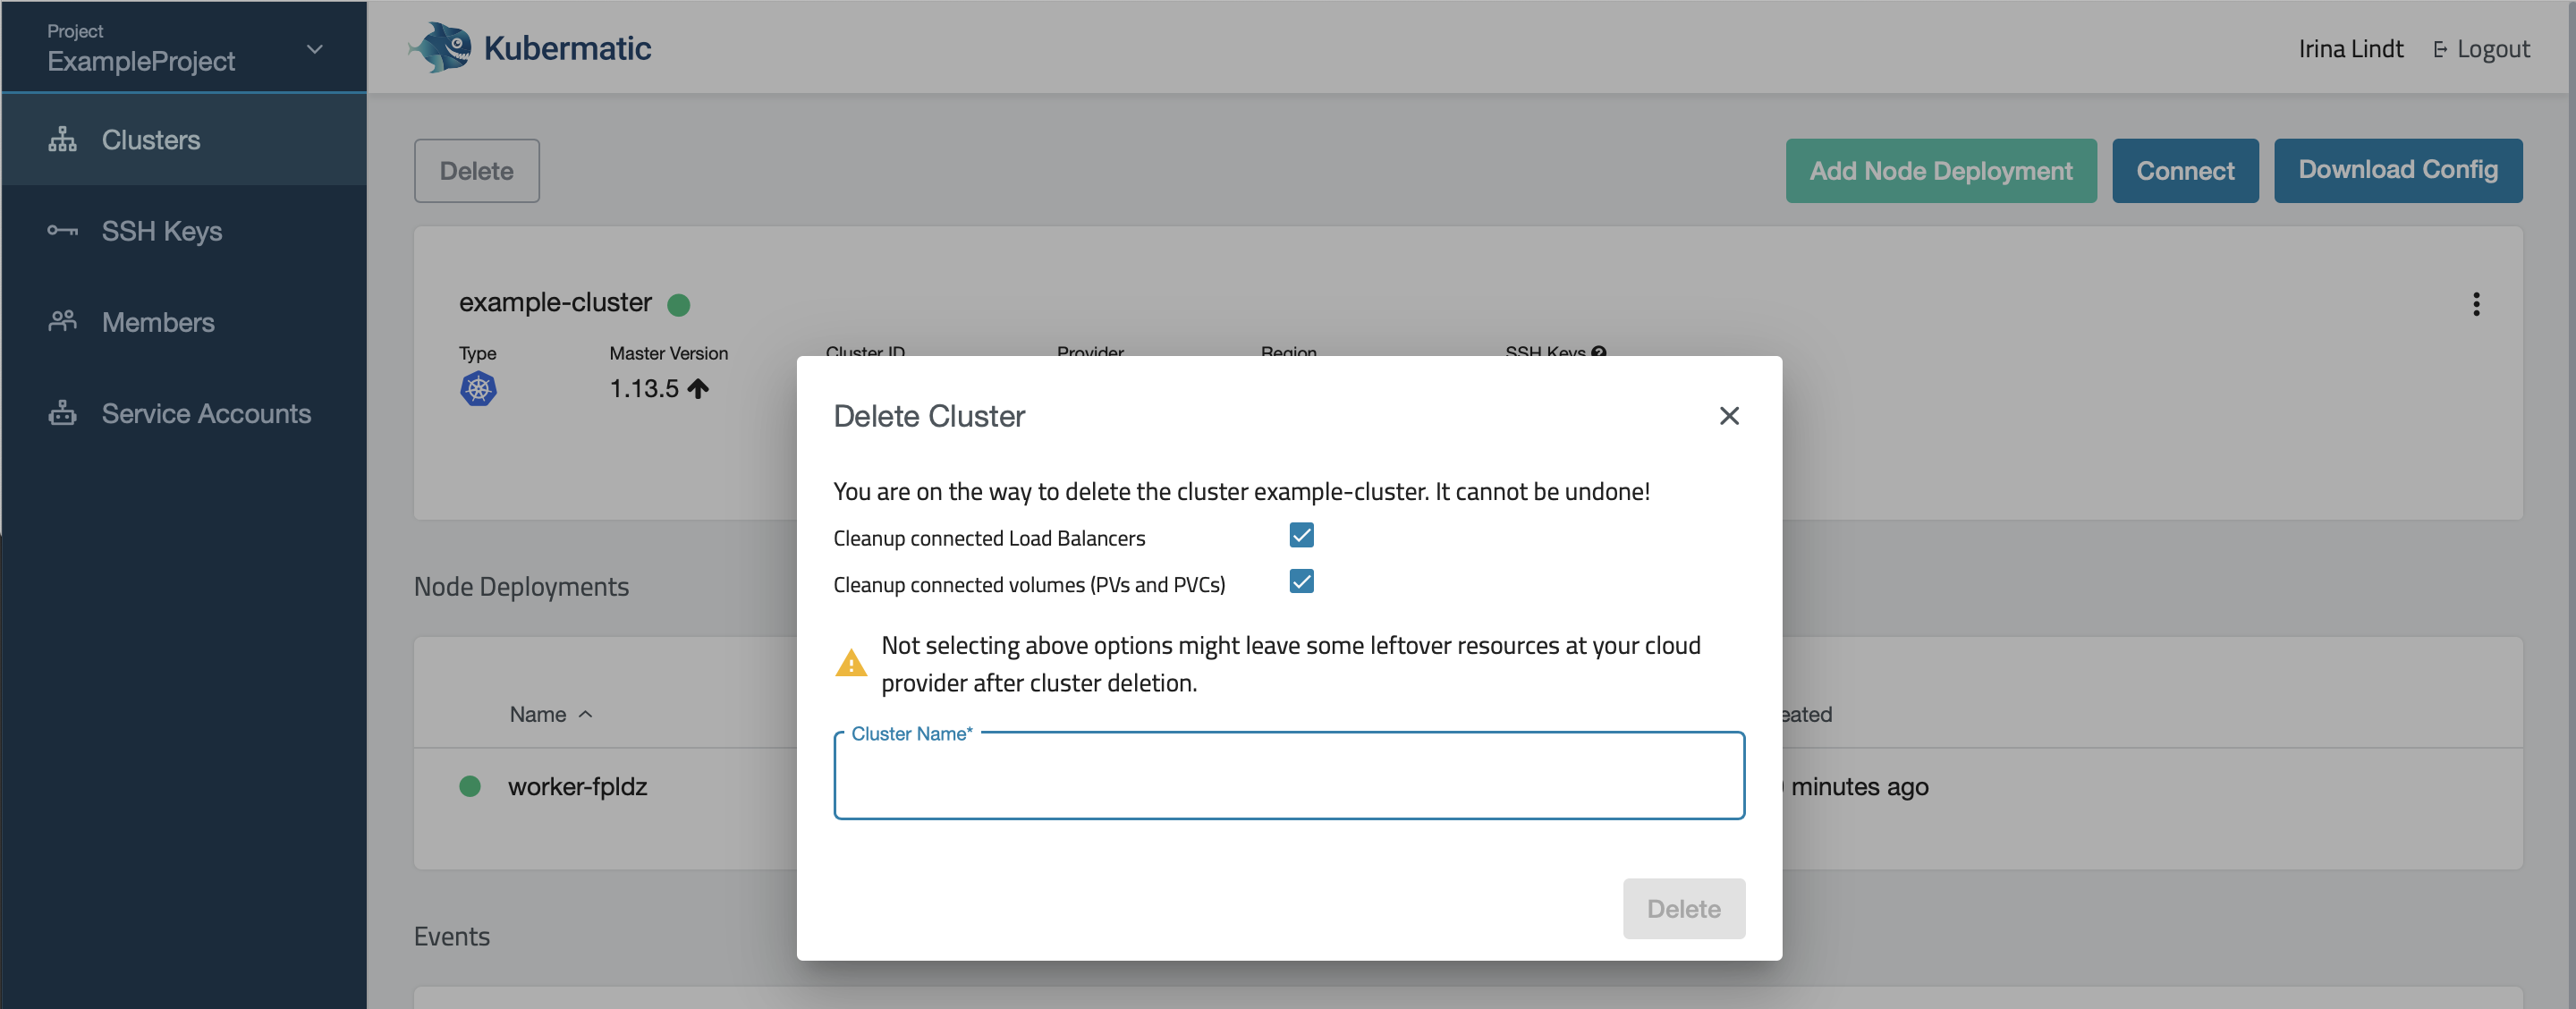 Project
ExampleProject
Kubermatic
Irina Lindt
Logout
Clusters
SSH Keys
Members
Service Accounts
Delete
Add Node Deployment
Connect
Download Config
example-cluster
Type
Master Version
Cluster ID
Provider
Region
SSH Keys
1.13.5
Delete Cluster
You are on the way to delete the cluster example-cluster. It cannot be undone!
Cleanup connected Load Balancers
Cleanup connected volumes (PVs and PVCs)
Not selecting above options might leave some leftover resources at your cloud
provider after cluster deletion.
Cluster Name*
Delete
Node Deployments
Name
eated
worker-fpldz
minutes ago
Events